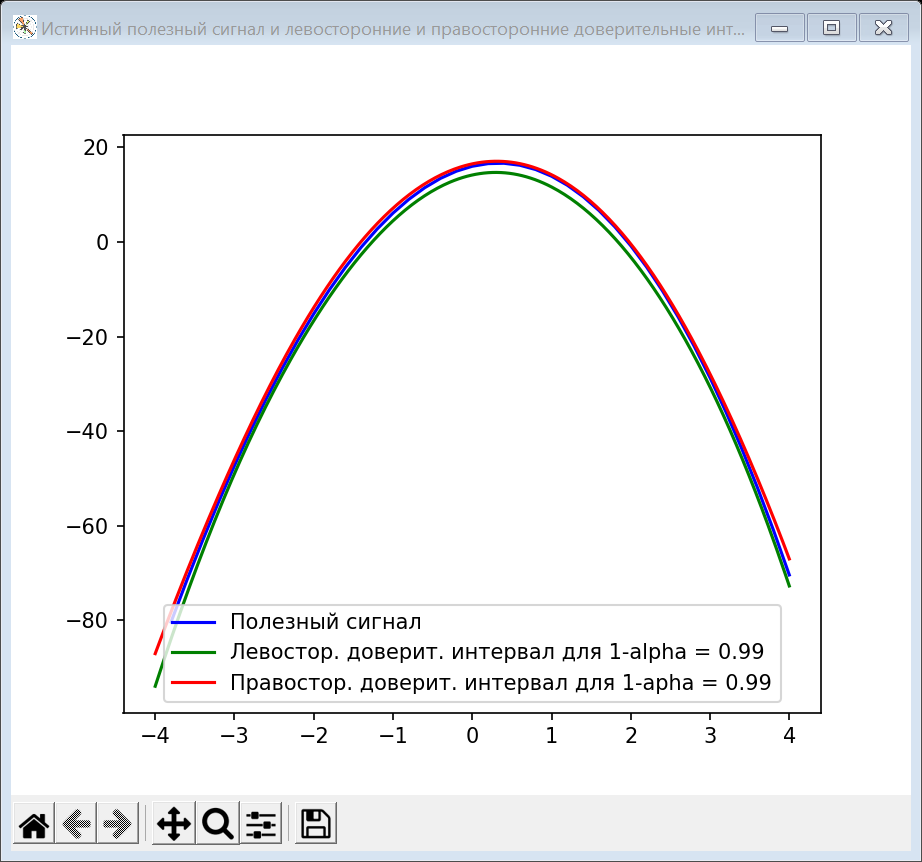 Истинный полезный сигнал и левосторонние и правосторонние доверительные инт...
20
0
−20
−40
−60
−80
Полезный сигнал
Левостор. доверит. интервал для 1-alpha = 0.99
Правостор. доверит. интервал для 1-apha = 0.99
−4 −3 −2 −1 0 1 2 3 4